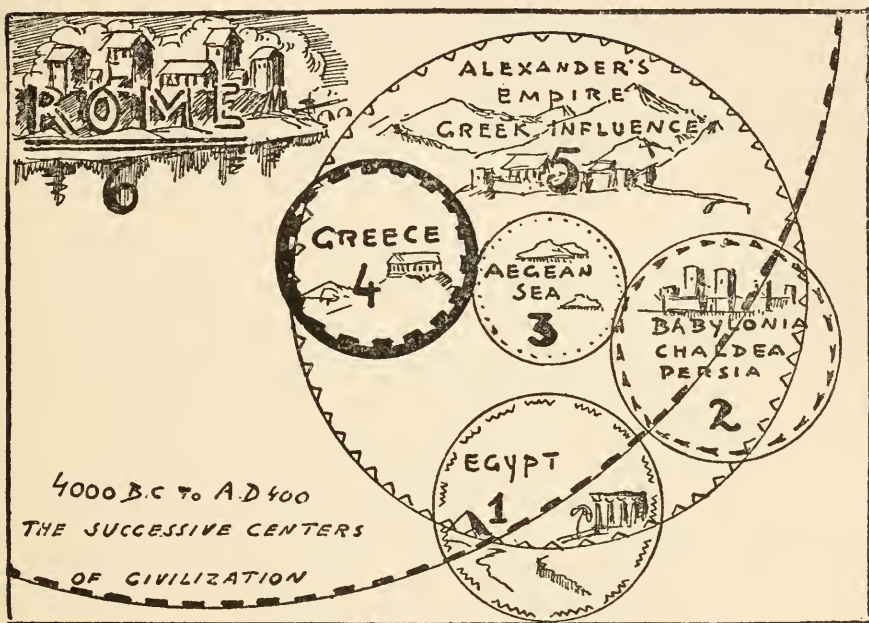 ROME
6
ALEXANDER'S
EMPIRE
GREEK INFLUENCE
5
GREECE
4
AEGEAN
SEA
3
BABYLONIA
CHALDEA
PERSIA
2
EGYPT
1
4000 B.C TO A.D 400
THE SUCCESSIVE CENTERS
OF CIVILIZATION